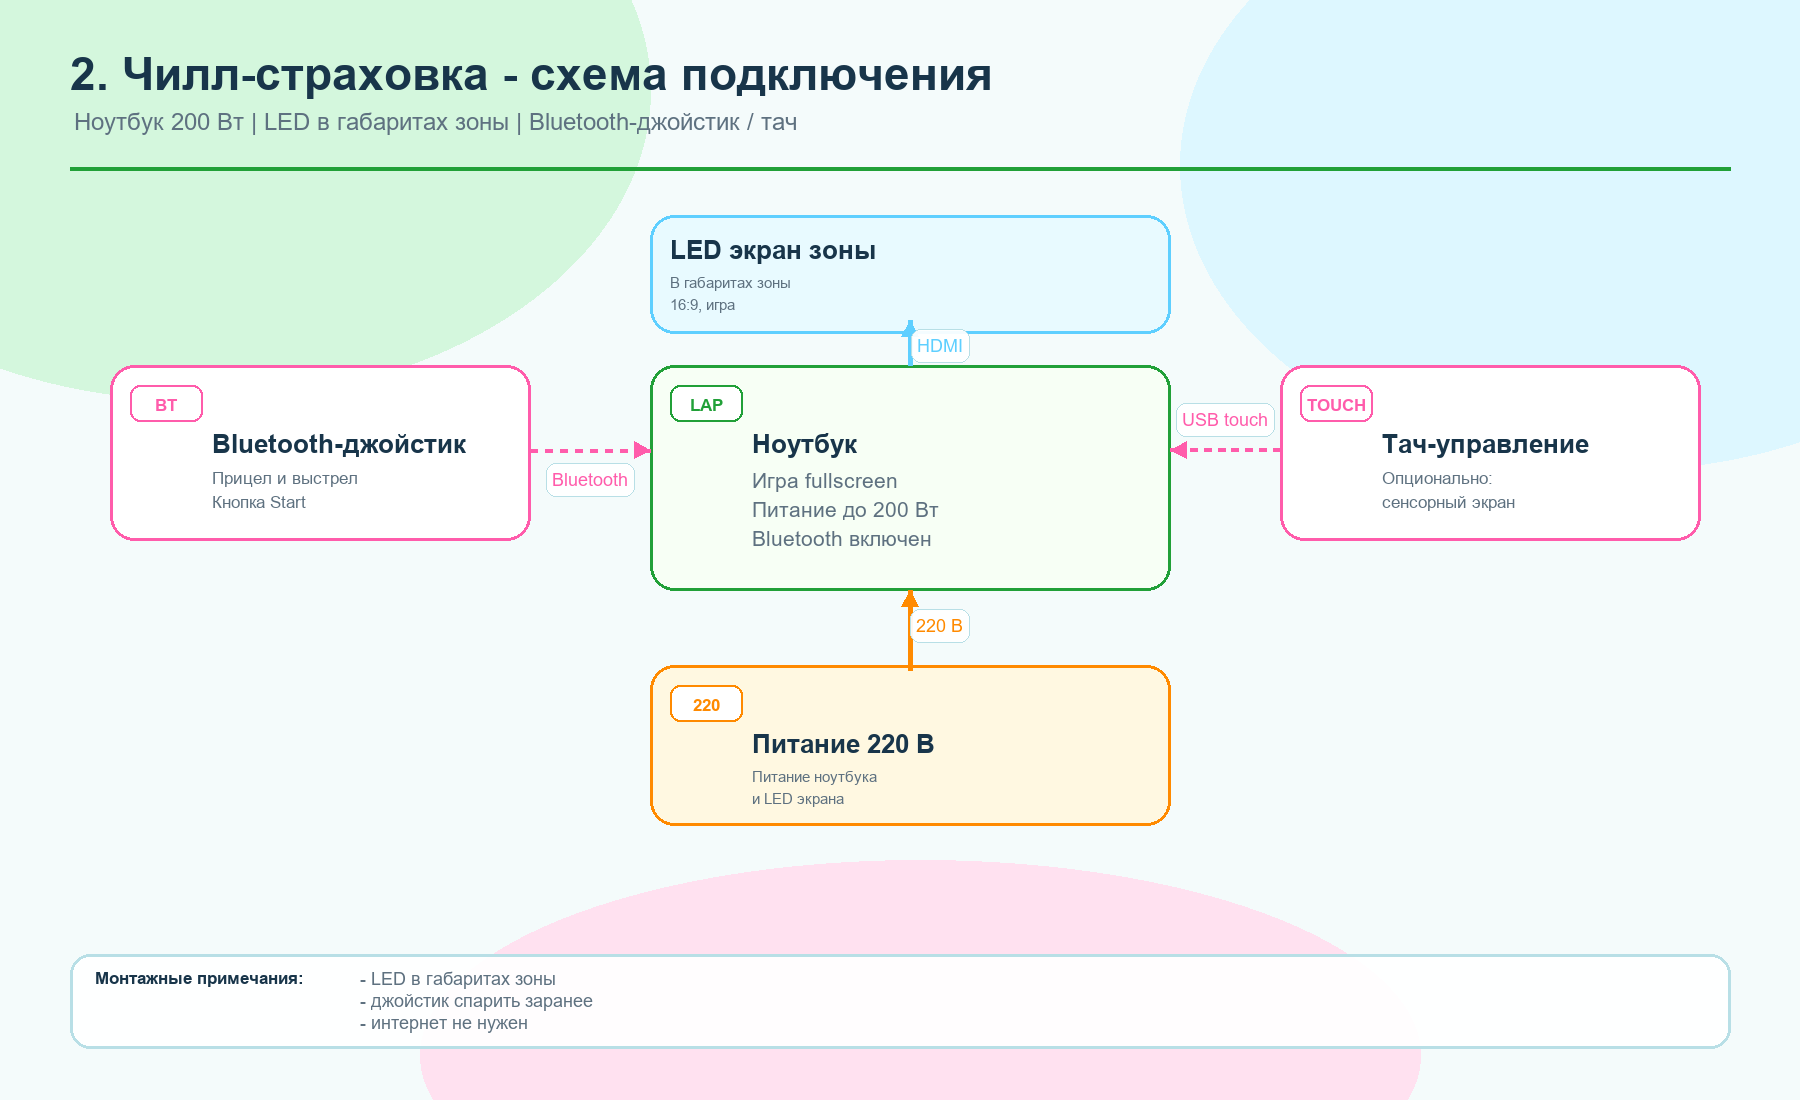 2. Чилл-страховка - схема подключения
Ноутбук 200 Вт | LED в габаритах зоны | Bluetooth-джойстик / тач
LED экран зоны
В габаритах зоны
16:9, игра
HDMI
BT
Bluetooth-джойстик
Прицел и выстрел
Кнопка Start
Bluetooth
LAP
Ноутбук
Игра fullscreen
Питание до 200 Вт
Bluetooth включен
USB touch
TOUCH
Тач-управление
Опционально:
сенсорный экран
220 В
220
Питание 220 В
Питание ноутбука
и LED экрана
Монтажные примечания:
- LED в габаритах зоны
- джойстик спарить заранее
- интернет не нужен